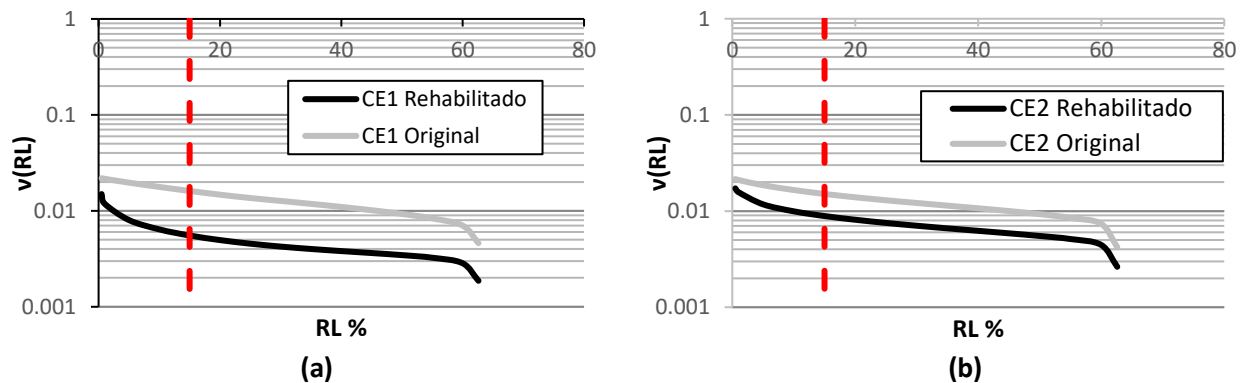 1
0.1
0.01
0.001
0
20
40
60
80
CE1 Rehabilitado
CE1 Original
ν(RL)
RL %
(a)
1
0.1
0.01
0.001
0
20
40
60
80
CE2 Rehabilitado
CE2 Original
ν(RL)
RL %
(b)